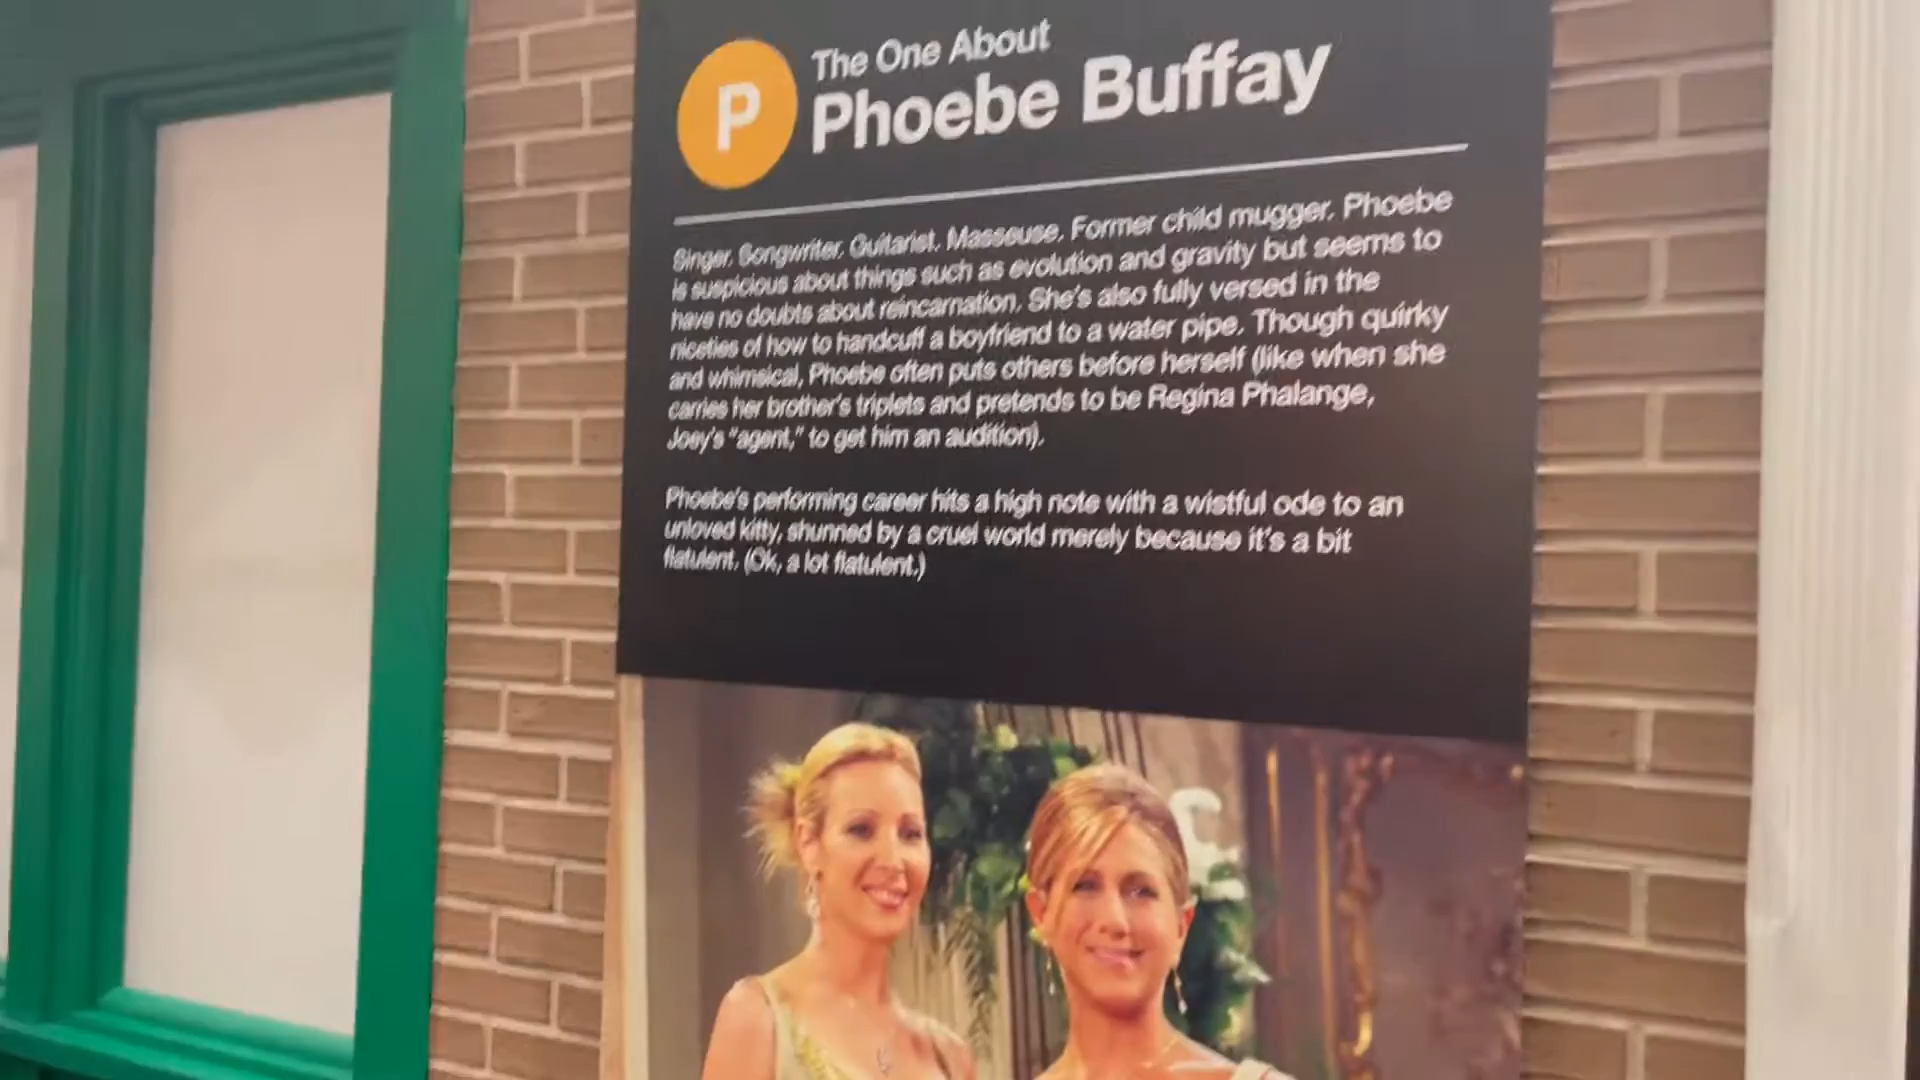 P
The One About
Phoebe Buffay
Singer. Songwriter. Guitarist. Masseuse. Former child mugger. Phoebe
is suspicious about things such as evolution and gravity but seems to
have no doubts about reincarnation. She's also fully versed in the
niceties of how to handcuff a boyfriend to a water pipe. Though quirky
and whimsical, Phoebe often puts others before herself (like when she
carries her brother's triplets and pretends to be Regina Phalange,
Joey's "agent," to get him an audition).
Phoebe's performing career hits a high note with a wistful ode to an
unloved kitty, shunned by a cruel world merely because it's a bit
flatulent. (Ok, a lot flatulent.)